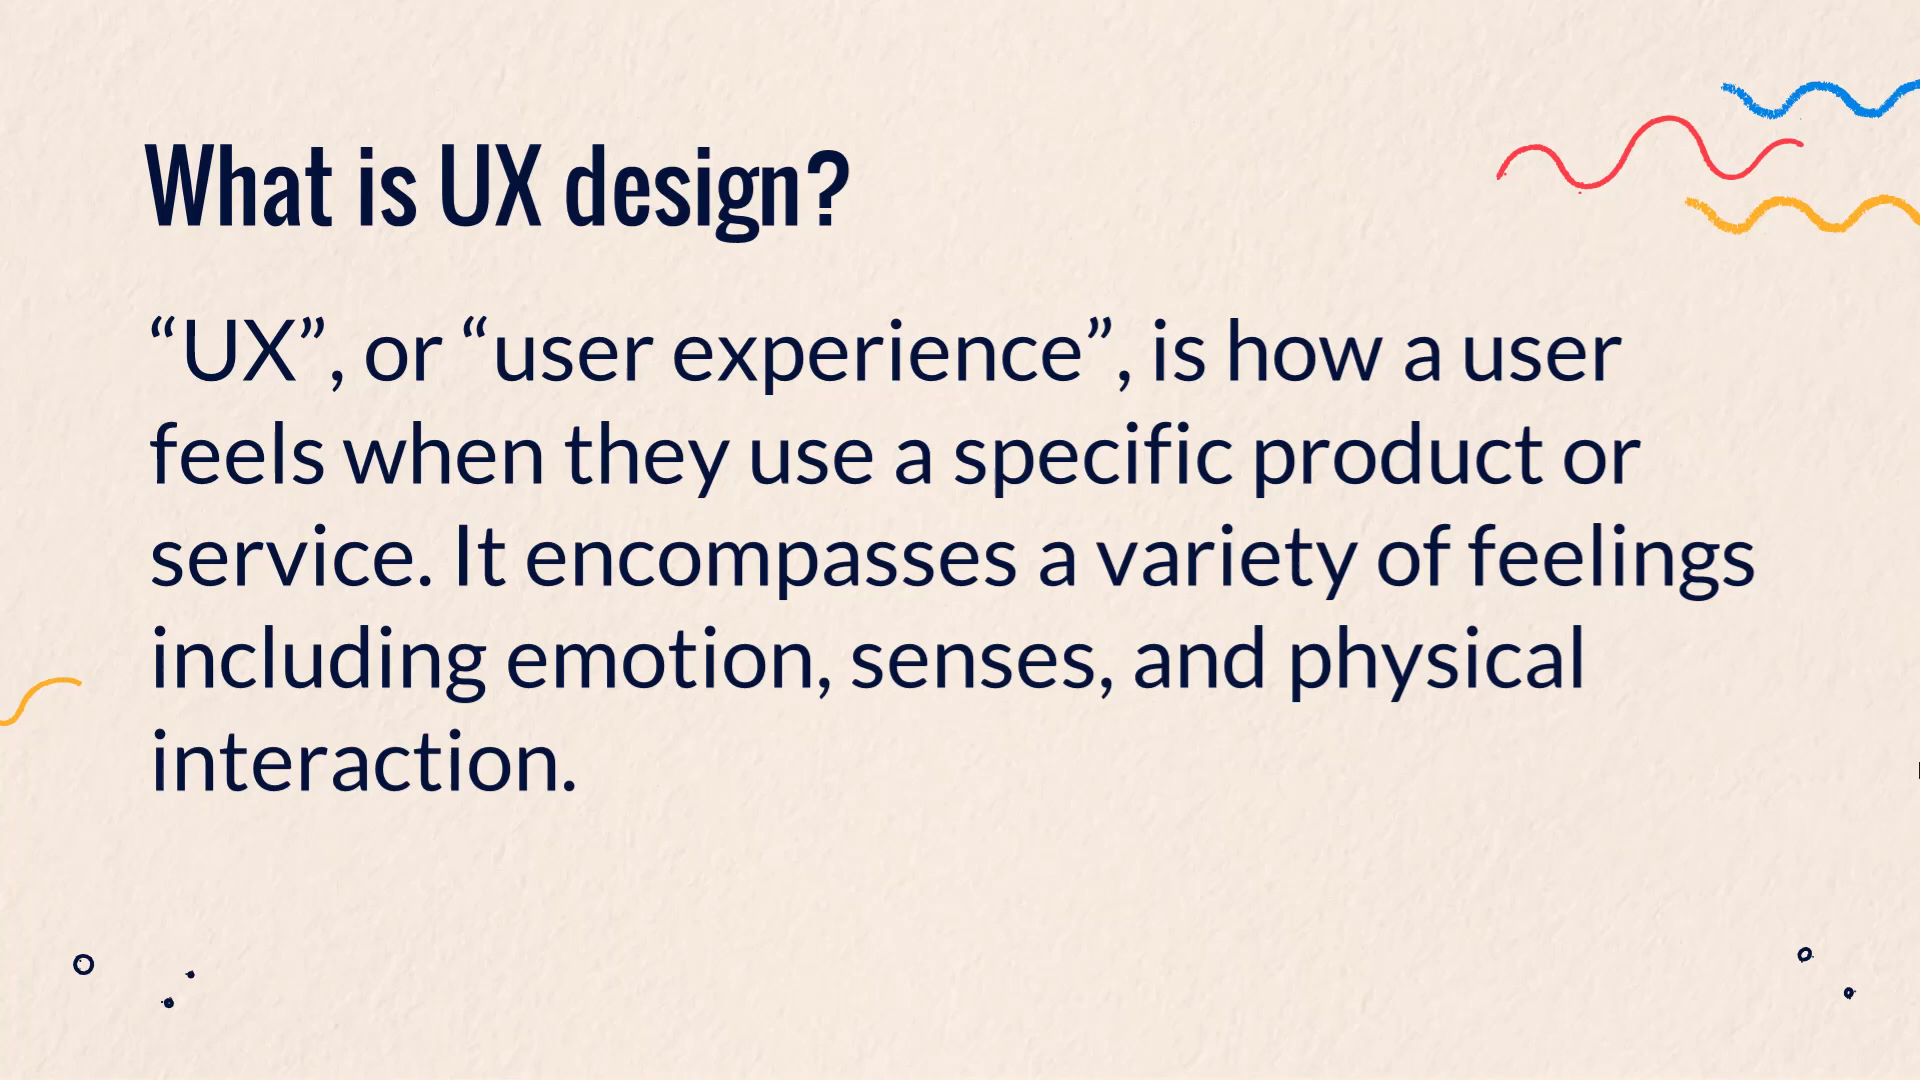 What is UX design?
“UX”, or “user experience”, is how a user
feels when they use a specific product or
service. It encompasses a variety of feelings
including emotion, senses, and physical
interaction.